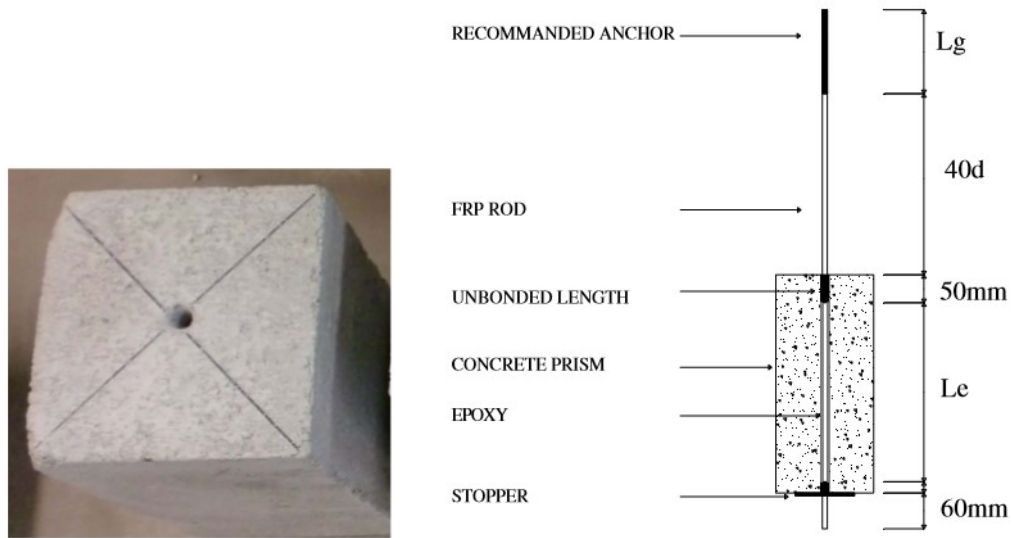 RECOMMANDED ANCHOR
Lg
40d
FRP ROD
UNBONDED LENGTH
50mm
CONCRETE PRISM
Le
EPOXY
STOPPER
60mm